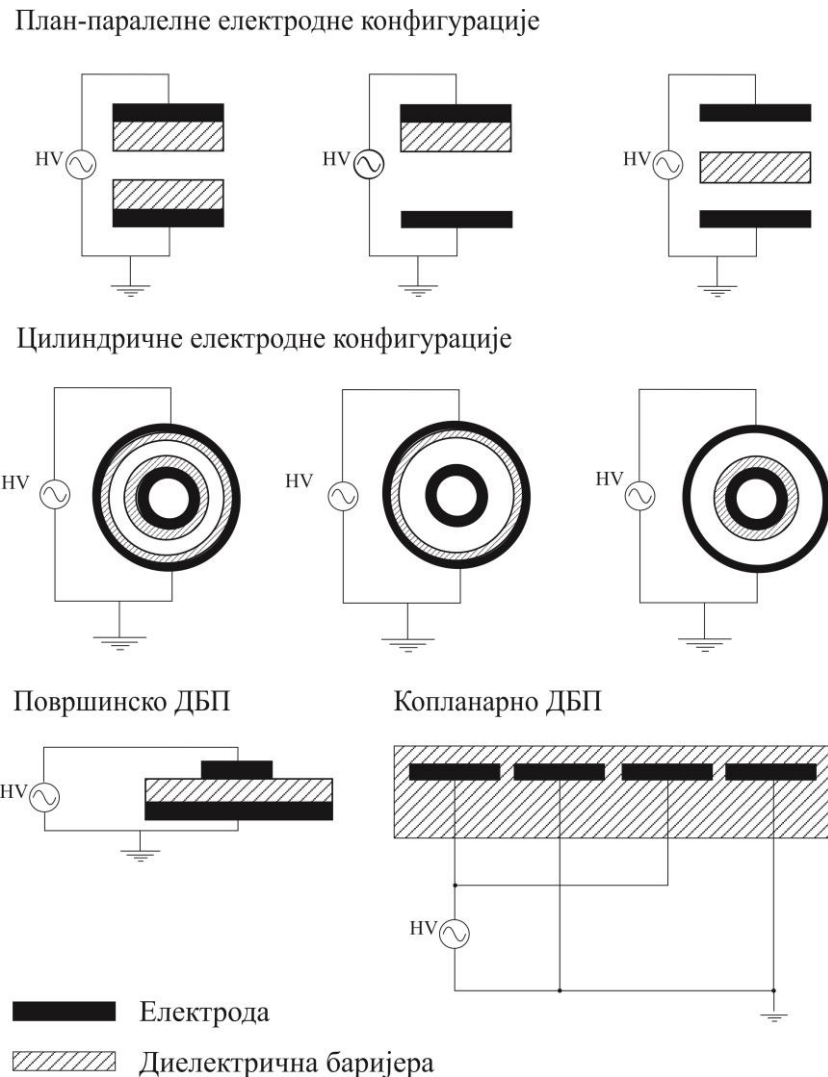 План-паралелне електродне конфигурације
HV
HV
HV
Цилиндричне електродне конфигурације
HV
HV
HV
Површинско ДБП
Копланарно ДБП
HV
HV
Електрода
Диелектрична баријера